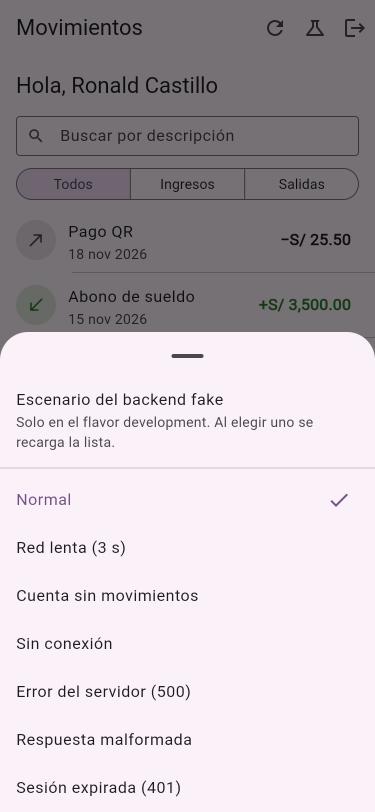 Movimientos
Hola, Ronald Castillo
Buscar por descripción
Todos Ingresos Salidas
Pago QR −S/ 25.50
18 nov 2026
Abono de sueldo +S/ 3,500.00
15 nov 2026
Escenario del backend fake
Solo en el flavor development. Al elegir uno se
recarga la lista.
Normal
Red lenta (3 s)
Cuenta sin movimientos
Sin conexión
Error del servidor (500)
Respuesta malformada
Sesión expirada (401)